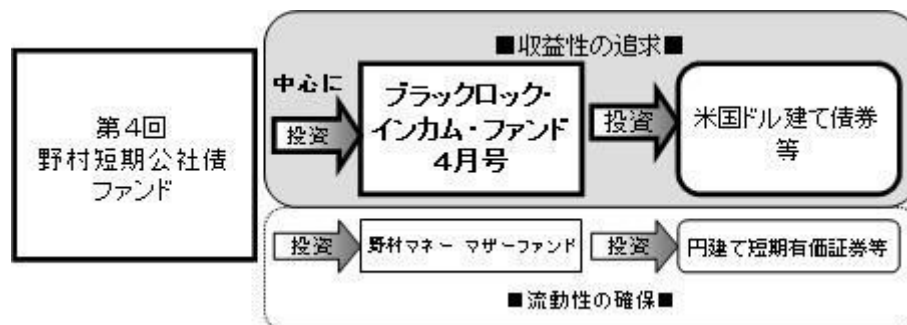 ■収益性の追求■
第4回
野村短期公社債
ファンド
中心に
投資
ブラックロック・
インカム・ファンド
4月号
投資
米国ドル建て債券
等
投資
野村マネー マザーファンド
投資
円建て短期有価証券等
■流動性の確保■